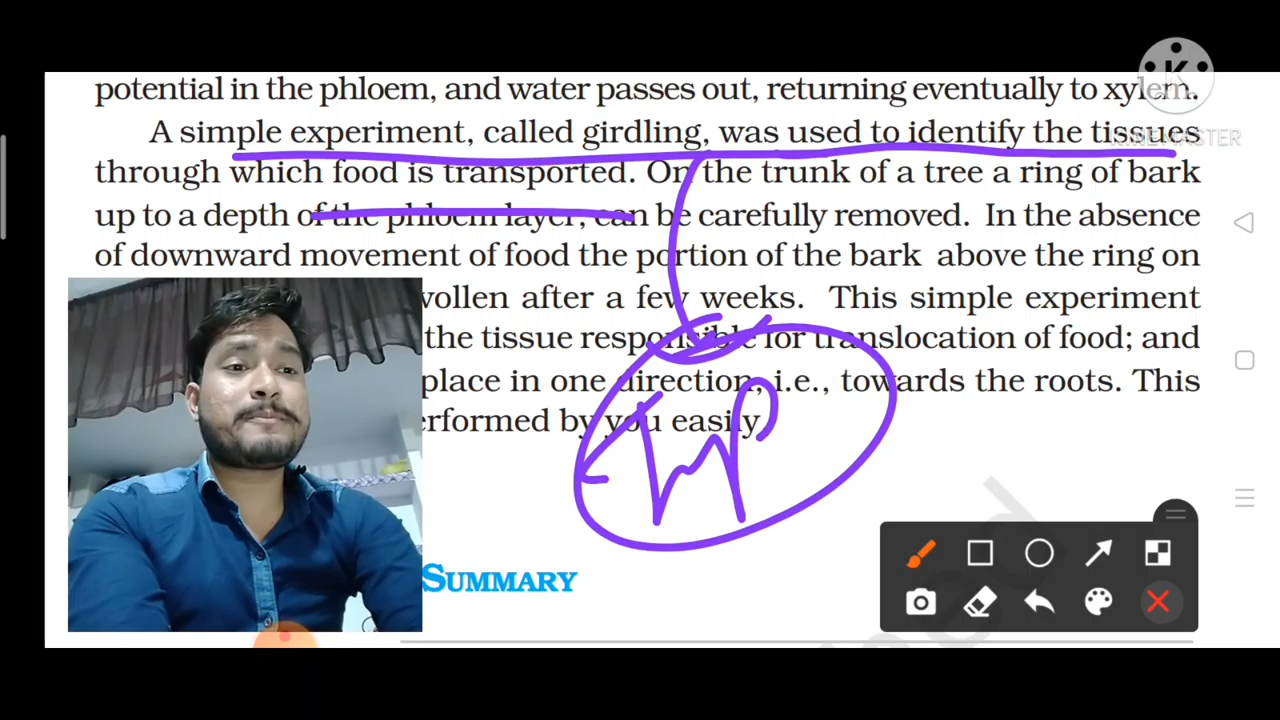 potential in the phloem, and water passes out, returning eventually to xylem.
A simple experiment, called girdling, was used to identify the tissues
through which food is transported. On the trunk of a tree a ring of bark
up to a depth of the phloem layer, can be carefully removed. In the absence
of downward movement of food the portion of the bark above the ring on
wollen after a few weeks. This simple experiment
the tissue responsible for translocation of food; and
place in one direction, i.e., towards the roots. This
erformed by you easily.
Imp
SUMMARY
K
KINEMASTER